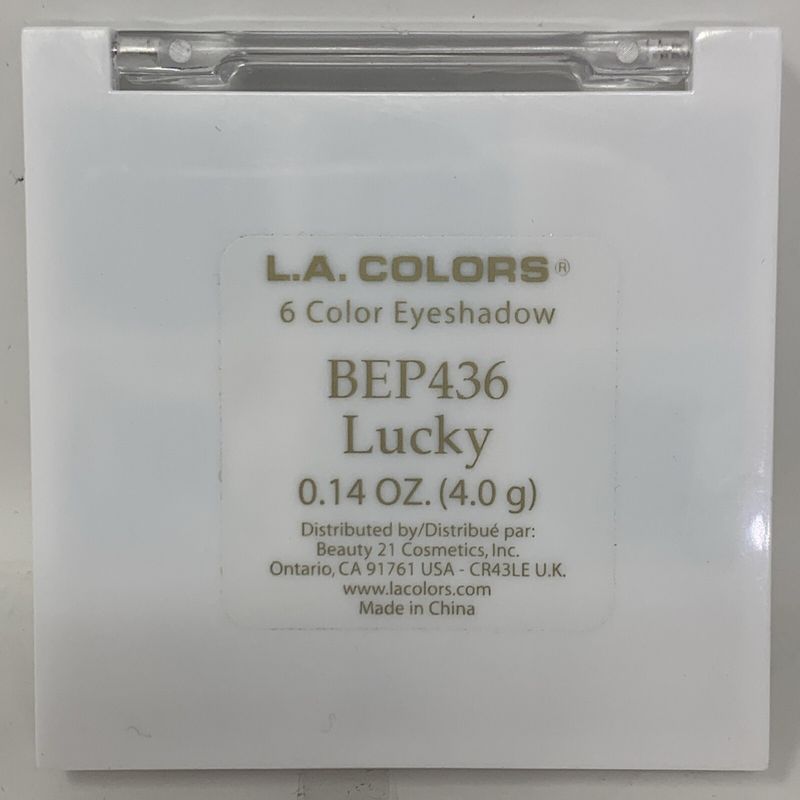 L.A. COLORS®
6 Color Eyeshadow
BEP436
Lucky
0.14 OZ. (4.0 g)
Distributed by/Distribué par:
Beauty 21 Cosmetics, Inc.
Ontario, CA 91761 USA - CR43LE U.K.
www.lacolors.com
Made in China